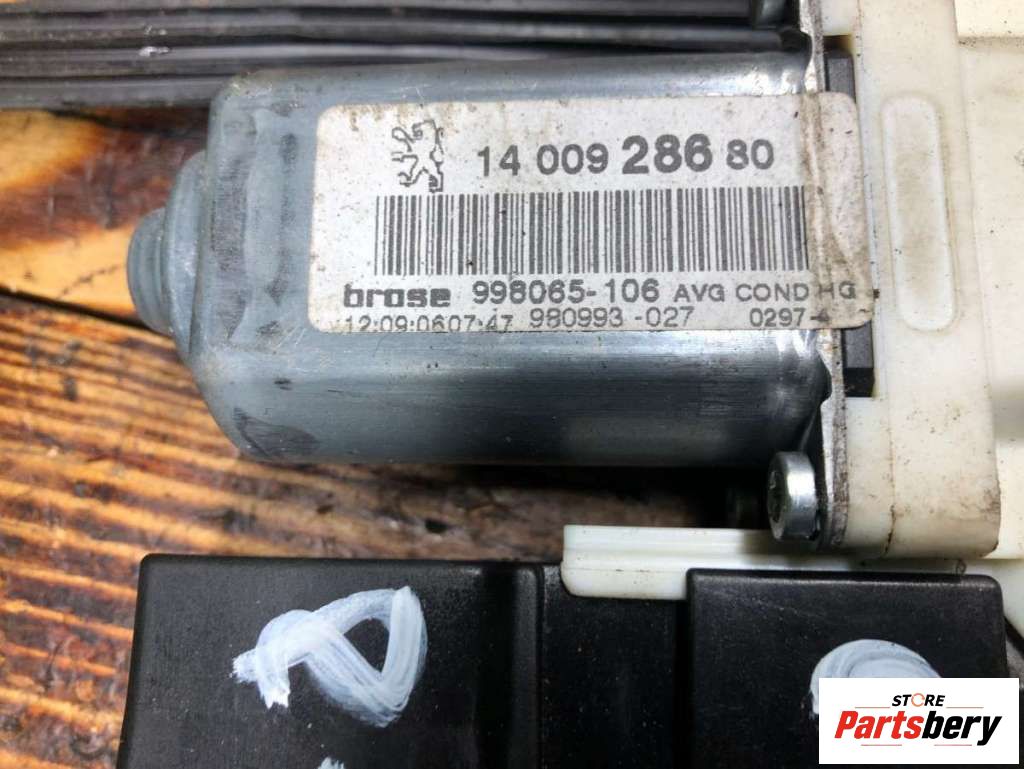 14 009 286 80
brose 998065-106 AVG COND HG
12:09:0607:47 980993-027 0297-4
STORE
Partsbery